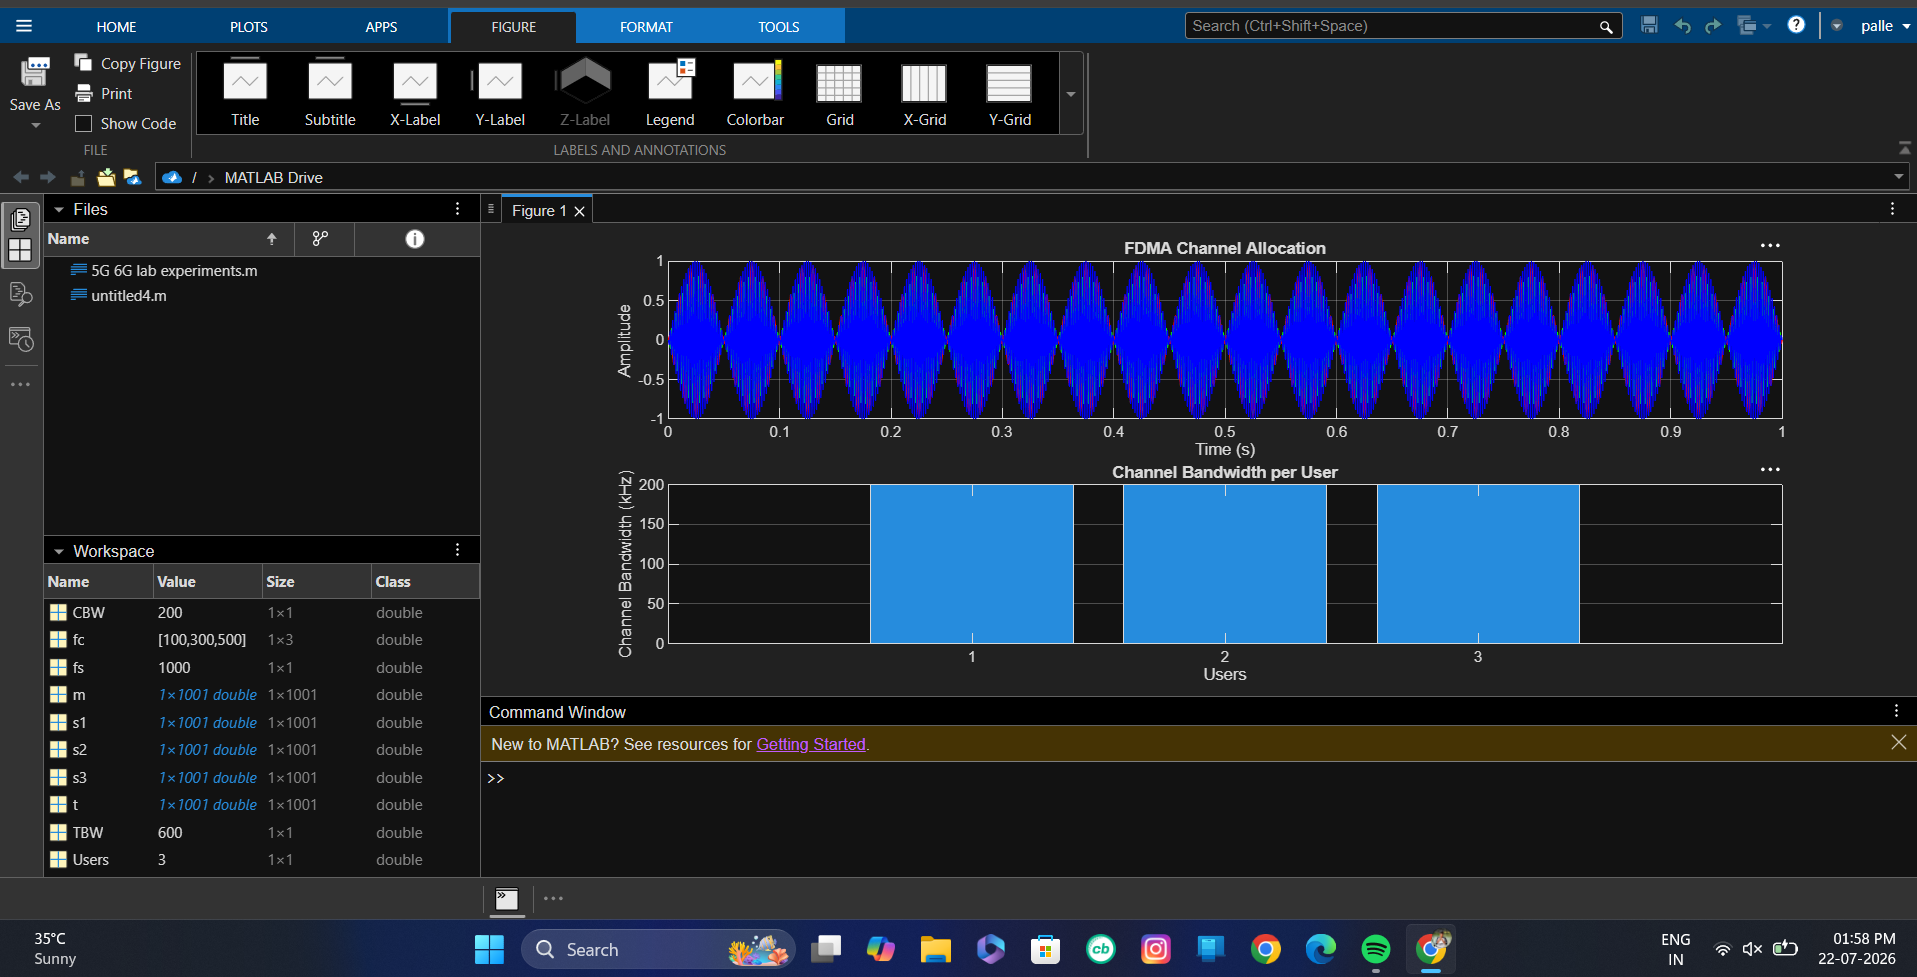 HOME PLOTS APPS FIGURE FORMAT TOOLS Search (Ctrl+Shift+Space) ? palle
Save As
Copy Figure
Print
Show Code
FILE
Title Subtitle X-Label Y-Label Z-Label Legend Colorbar Grid X-Grid Y-Grid
LABELS AND ANNOTATIONS
/ > MATLAB Drive
Files
Name
5G 6G lab experiments.m
untitled4.m
Workspace
Name Value Size Class
CBW 200 1×1 double
fc [100,300,500] 1×3 double
fs 1000 1×1 double
m 1×1001 double 1×1001 double
s1 1×1001 double 1×1001 double
s2 1×1001 double 1×1001 double
s3 1×1001 double 1×1001 double
t 1×1001 double 1×1001 double
TBW 600 1×1 double
Users 3 1×1 double
Figure 1
FDMA Channel Allocation
Amplitude
1
0.5
0
-0.5
-1
0 0.1 0.2 0.3 0.4 0.5 0.6 0.7 0.8 0.9 1
Time (s)
Channel Bandwidth per User
Channel Bandwidth (kHz)
200
150
100
50
0
1 2 3
Users
Command Window
New to MATLAB? See resources for Getting Started.
>>
35°C
Sunny
Search
cb
ENG
IN
01:58 PM
22-07-2026